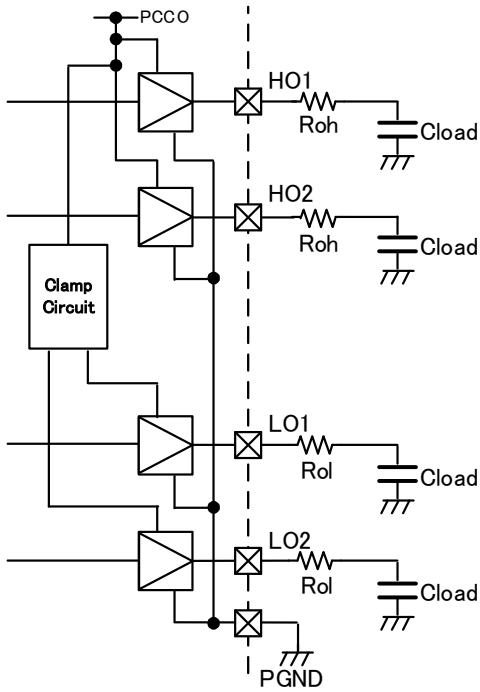 PCCO
HO1
Roh
Cload
HO2
Roh
Cload
Clamp
Circuit
LO1
Rol
Cload
LO2
Rol
Cload
PGND